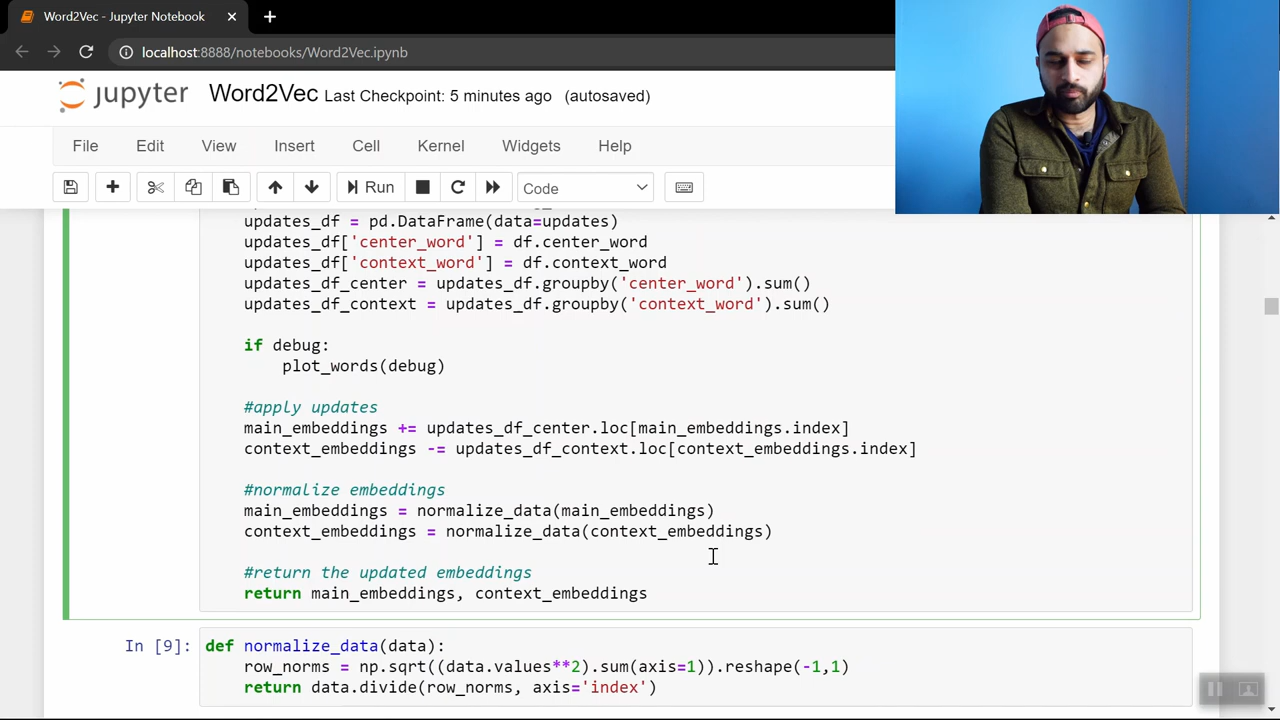 Word2Vec - Jupyter Notebook
localhost:8888/notebooks/Word2Vec.ipynb
jupyter Word2Vec Last Checkpoint: 5 minutes ago (autosaved)
File Edit View Insert Cell Kernel Widgets Help
Run Code
updates_df = pd.DataFrame(data=updates)
updates_df['center_word'] = df.center_word
updates_df['context_word'] = df.context_word
updates_df_center = updates_df.groupby('center_word').sum()
updates_df_context = updates_df.groupby('context_word').sum()
if debug:
plot_words(debug)
#apply updates
main_embeddings += updates_df_center.loc[main_embeddings.index]
context_embeddings -= updates_df_context.loc[context_embeddings.index]
#normalize embeddings
main_embeddings = normalize_data(main_embeddings)
context_embeddings = normalize_data(context_embeddings)
#return the updated embeddings
return main_embeddings, context_embeddings
In [9]: def normalize_data(data):
row_norms = np.sqrt((data.values**2).sum(axis=1)).reshape(-1,1)
return data.divide(row_norms, axis='index')